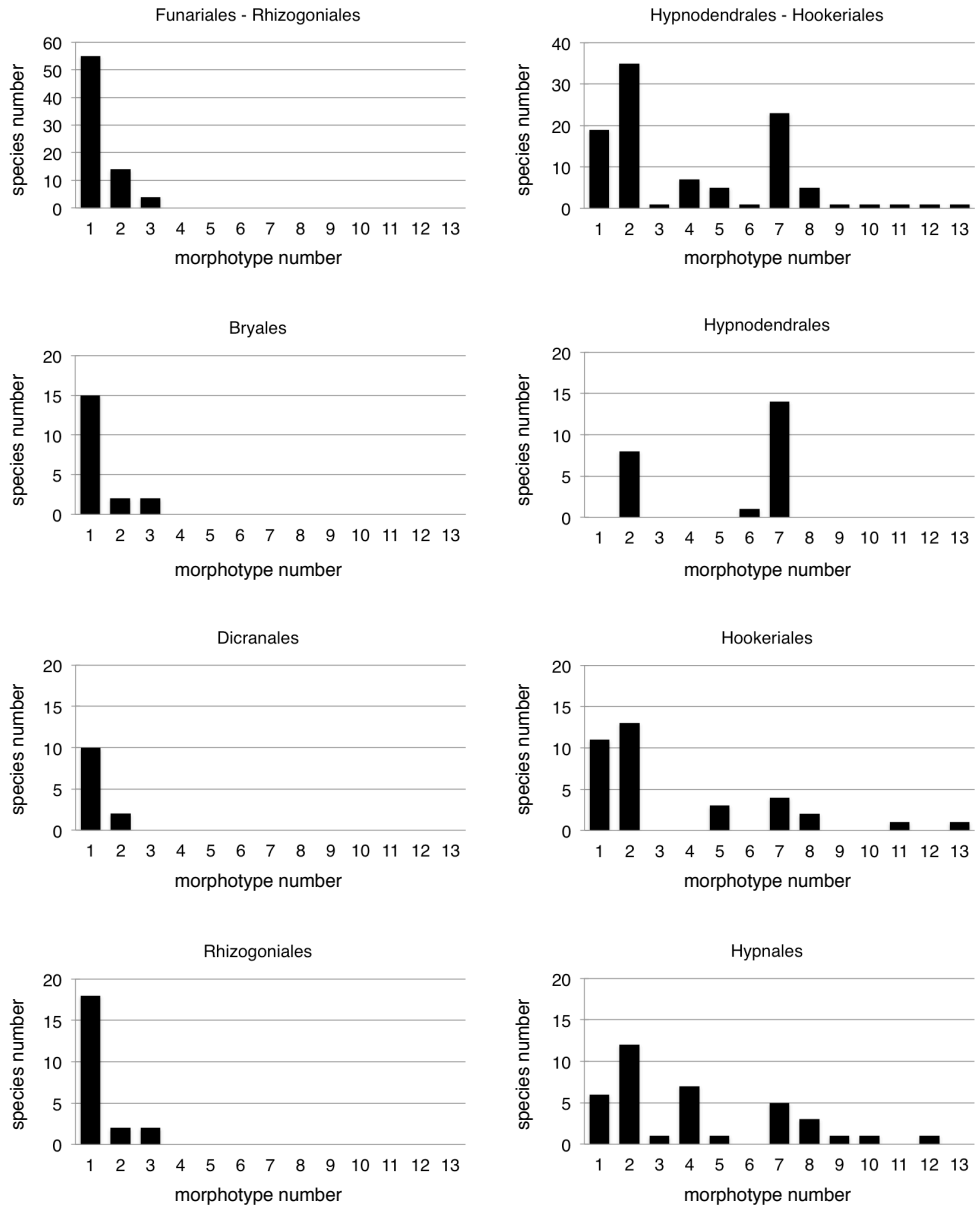 Funariales - Rhizogoniales
60
50
40
30
20
10
0
species number
1 2 3 4 5 6 7 8 9 10 11 12 13
morphotype number
Hypnodendrales - Hookeriales
40
30
20
10
0
species number
1 2 3 4 5 6 7 8 9 10 11 12 13
morphotype number
Bryales
20
15
10
5
0
species number
1 2 3 4 5 6 7 8 9 10 11 12 13
morphotype number
Hypnodendrales
20
15
10
5
0
species number
1 2 3 4 5 6 7 8 9 10 11 12 13
morphotype number
Dicranales
20
15
10
5
0
species number
1 2 3 4 5 6 7 8 9 10 11 12 13
morphotype number
Hookeriales
20
15
10
5
0
species number
1 2 3 4 5 6 7 8 9 10 11 12 13
morphotype number
Rhizogoniales
20
15
10
5
0
species number
1 2 3 4 5 6 7 8 9 10 11 12 13
morphotype number
Hypnales
20
15
10
5
0
species number
1 2 3 4 5 6 7 8 9 10 11 12 13
morphotype number